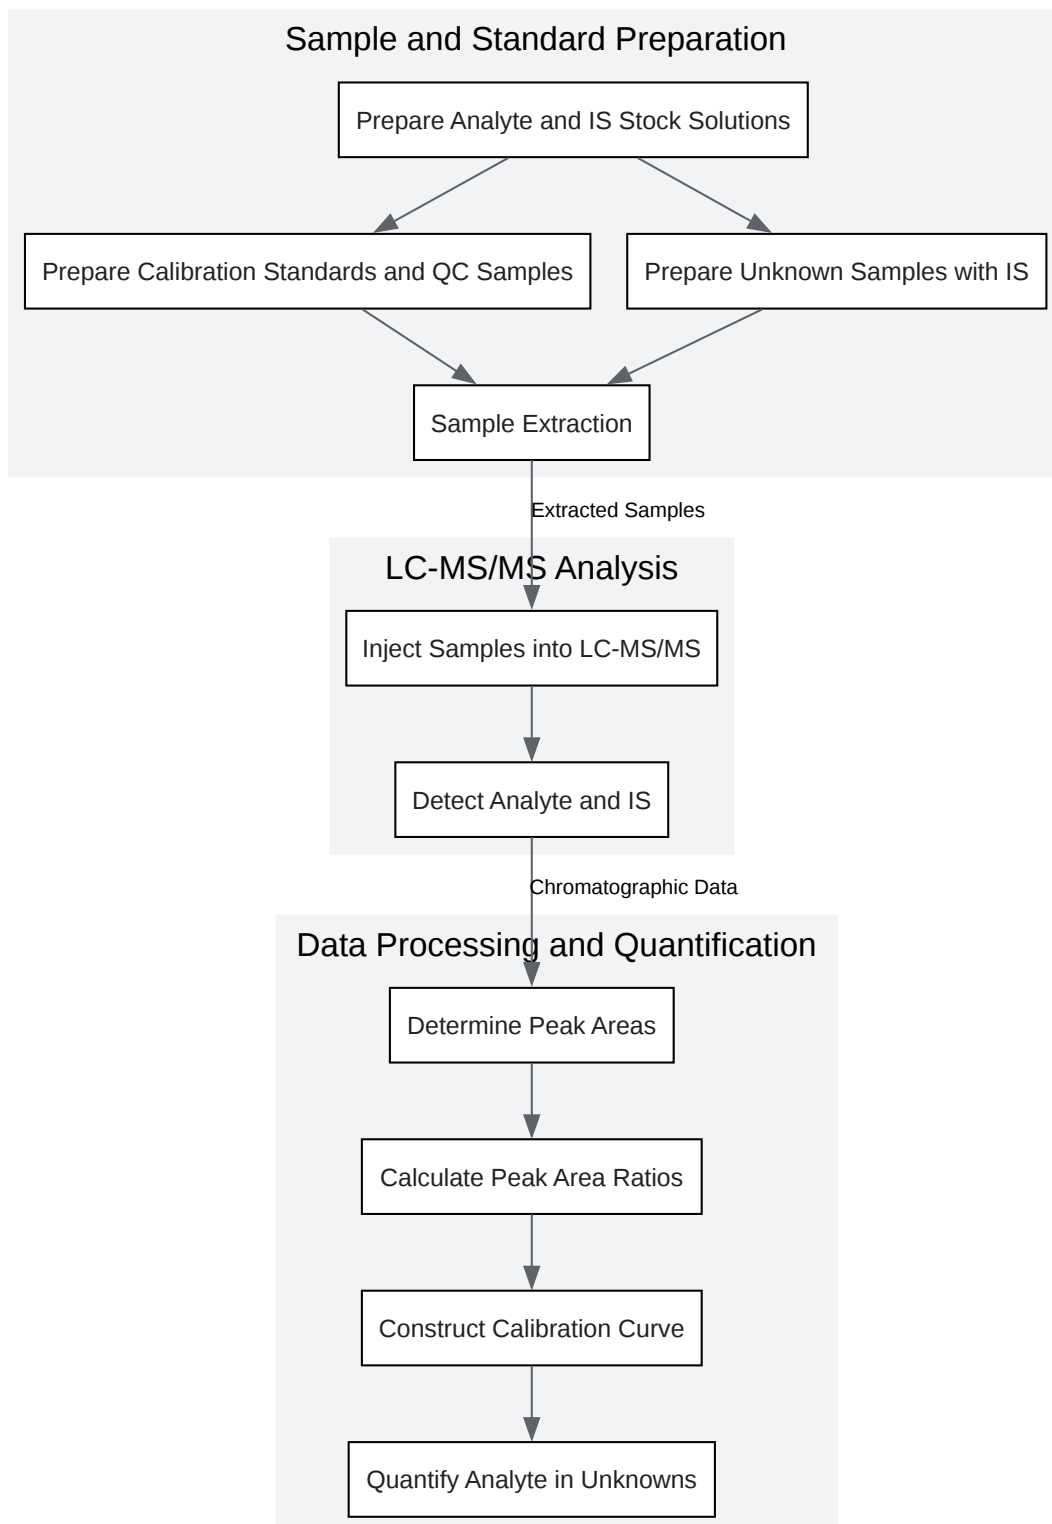 Sample and Standard Preparation
Prepare Analyte and IS Stock Solutions
Prepare Calibration Standards and QC Samples
Prepare Unknown Samples with IS
Sample Extraction
Extracted Samples
LC-MS/MS Analysis
Inject Samples into LC-MS/MS
Detect Analyte and IS
Chromatographic Data
Data Processing and Quantification
Determine Peak Areas
Calculate Peak Area Ratios
Construct Calibration Curve
Quantify Analyte in Unknowns